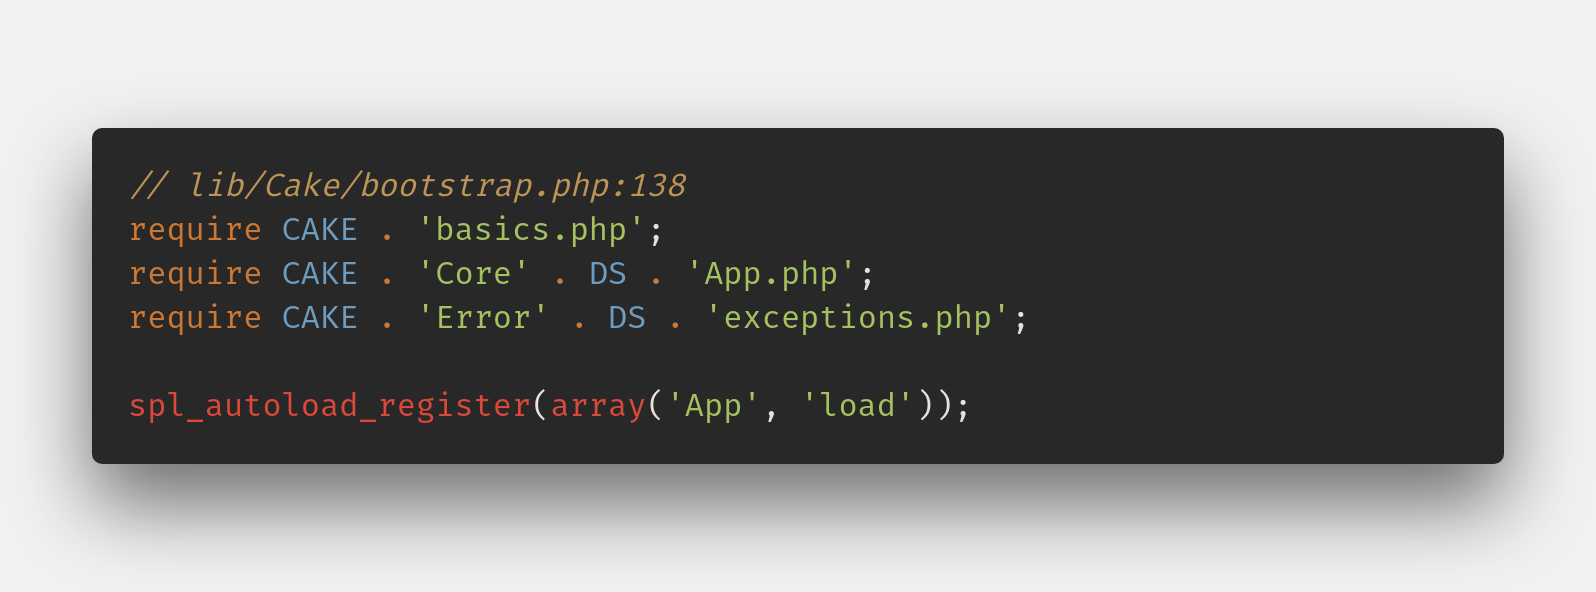 // lib/Cake/bootstrap.php:138
require CAKE . 'basics.php';
require CAKE . 'Core' . DS . 'App.php';
require CAKE . 'Error' . DS . 'exceptions.php';
spl_autoload_register(array('App', 'load'));